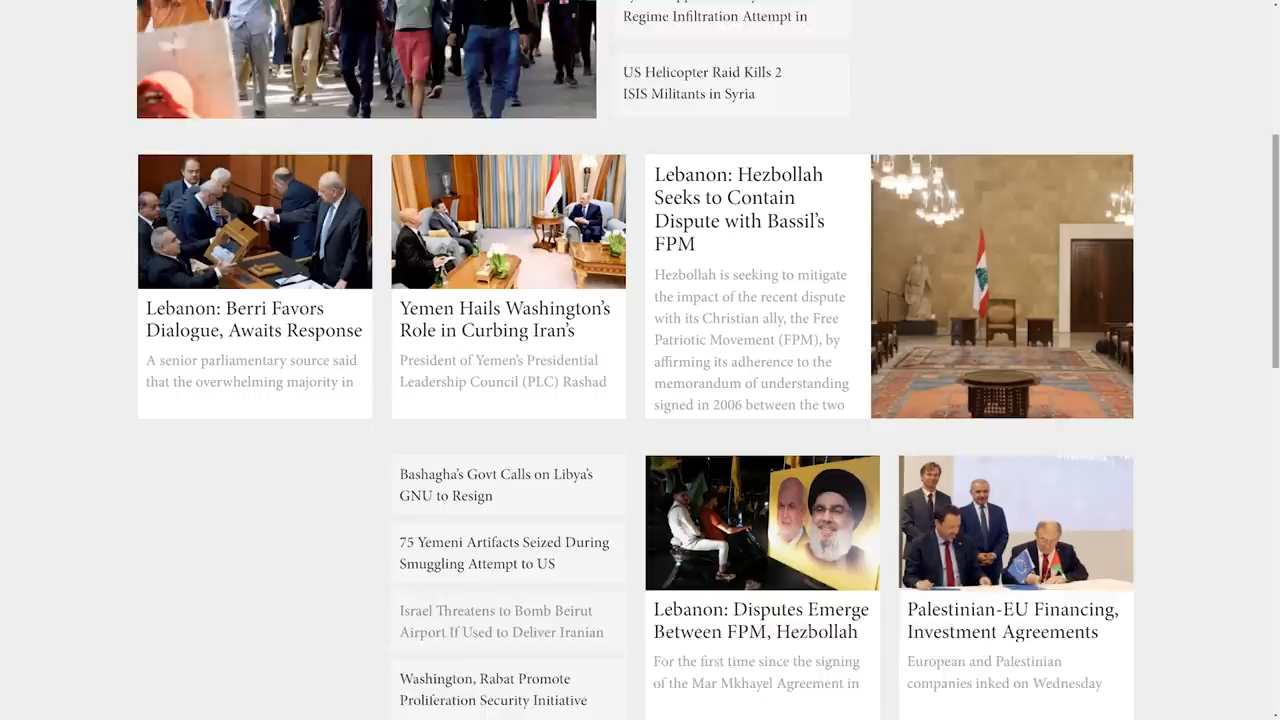 Regime Infiltration Attempt in
US Helicopter Raid Kills 2
ISIS Militants in Syria
Lebanon: Berri Favors
Dialogue, Awaits Response
A senior parliamentary source said
that the overwhelming majority in
Yemen Hails Washington’s
Role in Curbing Iran’s
President of Yemen’s Presidential
Leadership Council (PLC) Rashad
Lebanon: Hezbollah
Seeks to Contain
Dispute with Bassil’s
FPM
Hezbollah is seeking to mitigate
the impact of the recent dispute
with its Christian ally, the Free
Patriotic Movement (FPM), by
affirming its adherence to the
memorandum of understanding
signed in 2006 between the two
Bashagha’s Govt Calls on Libya’s
GNU to Resign
75 Yemeni Artifacts Seized During
Smuggling Attempt to US
Israel Threatens to Bomb Beirut
Airport If Used to Deliver Iranian
Washington, Rabat Promote
Proliferation Security Initiative
Lebanon: Disputes Emerge
Between FPM, Hezbollah
For the first time since the signing
of the Mar Mkhayel Agreement in
Palestinian-EU Financing,
Investment Agreements
European and Palestinian
companies inked on Wednesday